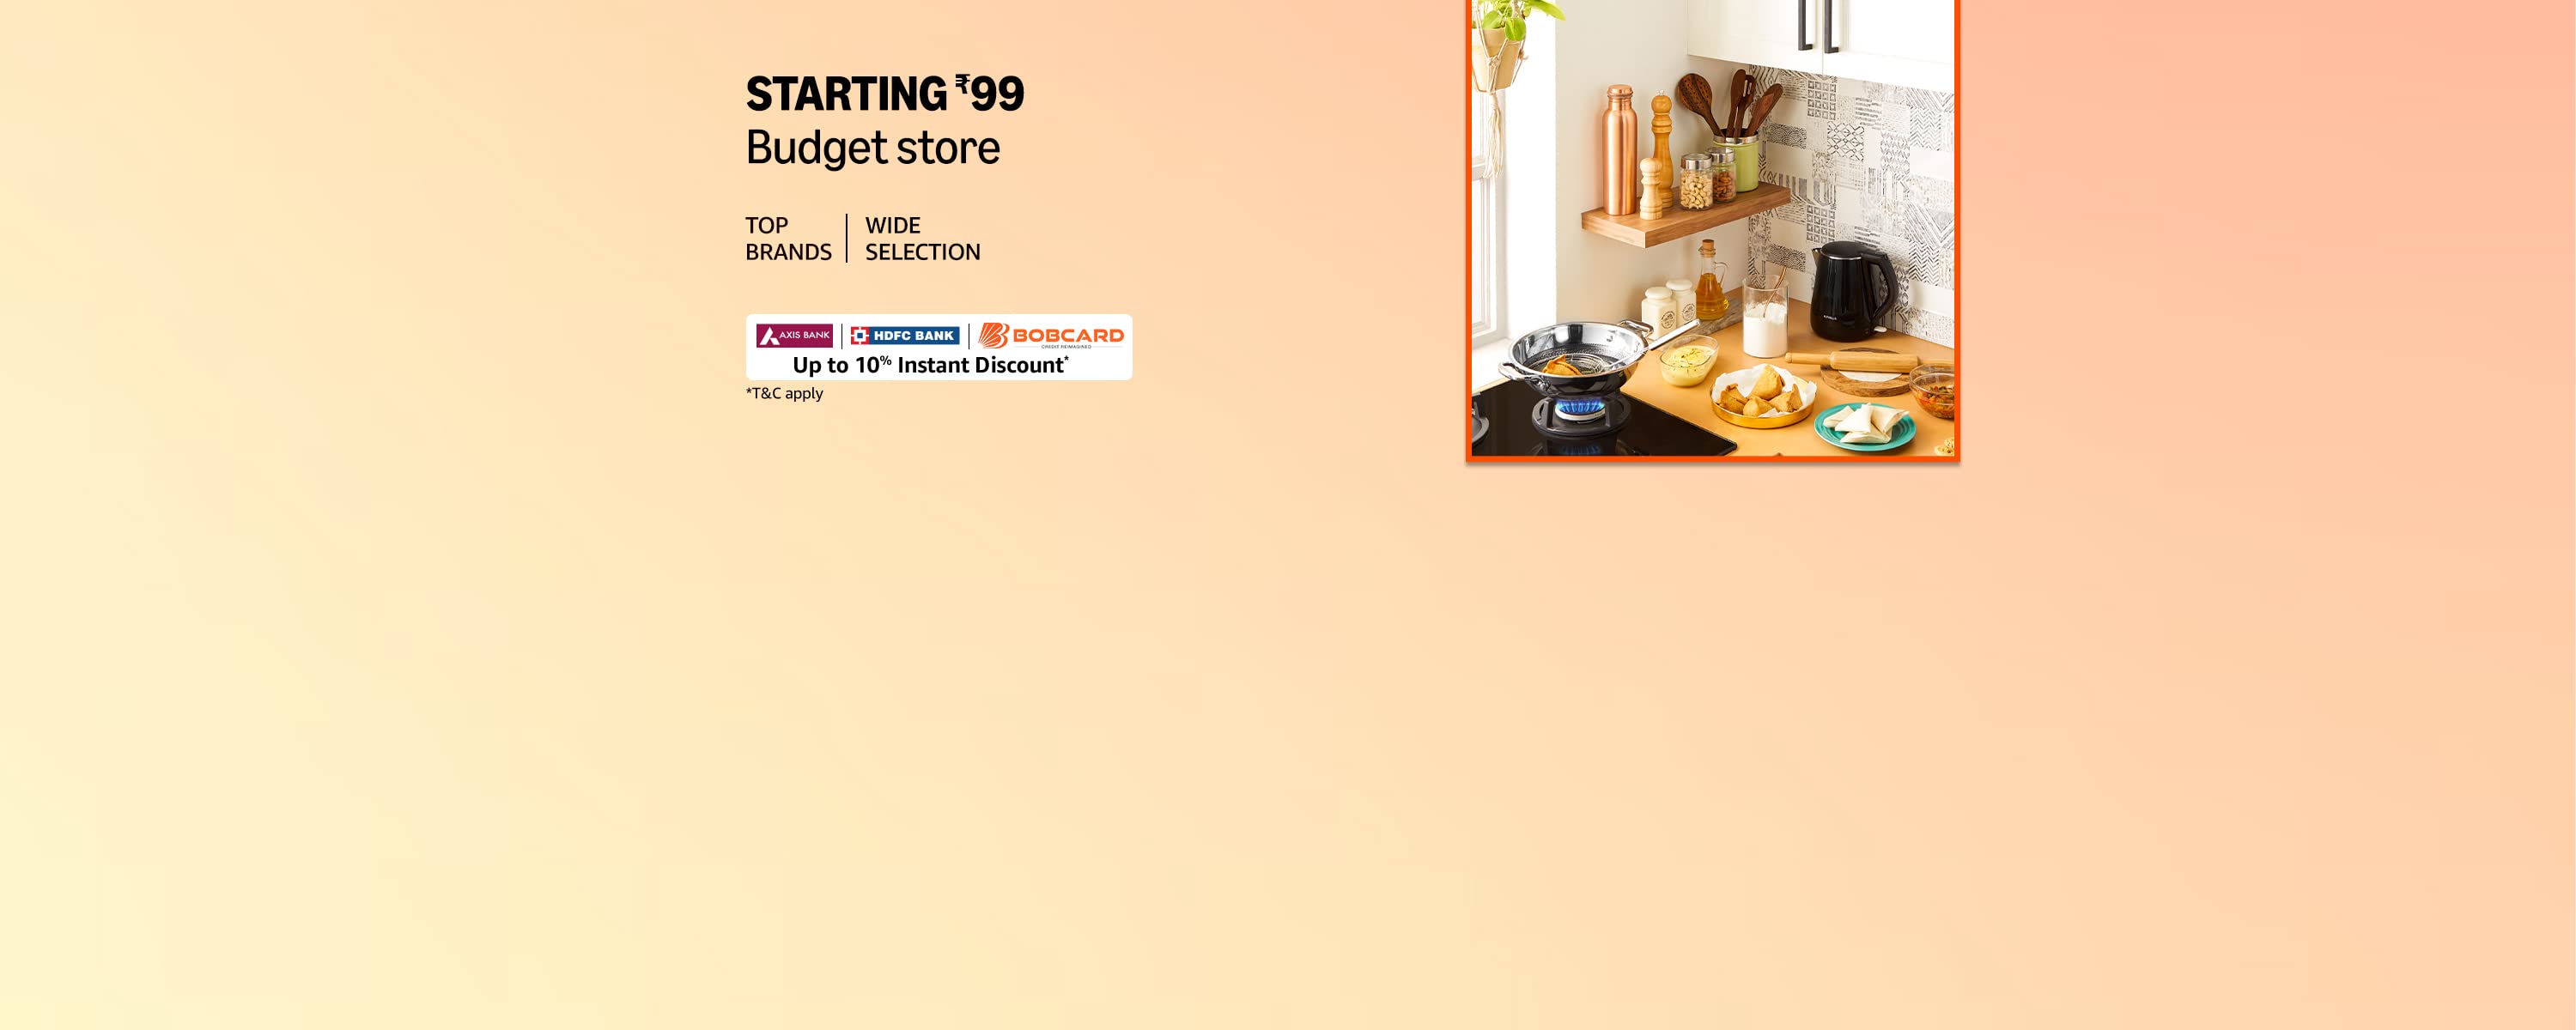 STARTING ₹99
Budget store
TOP BRANDS
WIDE SELECTION
AXIS BANK
HDFC BANK
BOBCARD
CREDIT REIMAGINED
Up to 10% Instant Discount*
*T&C apply